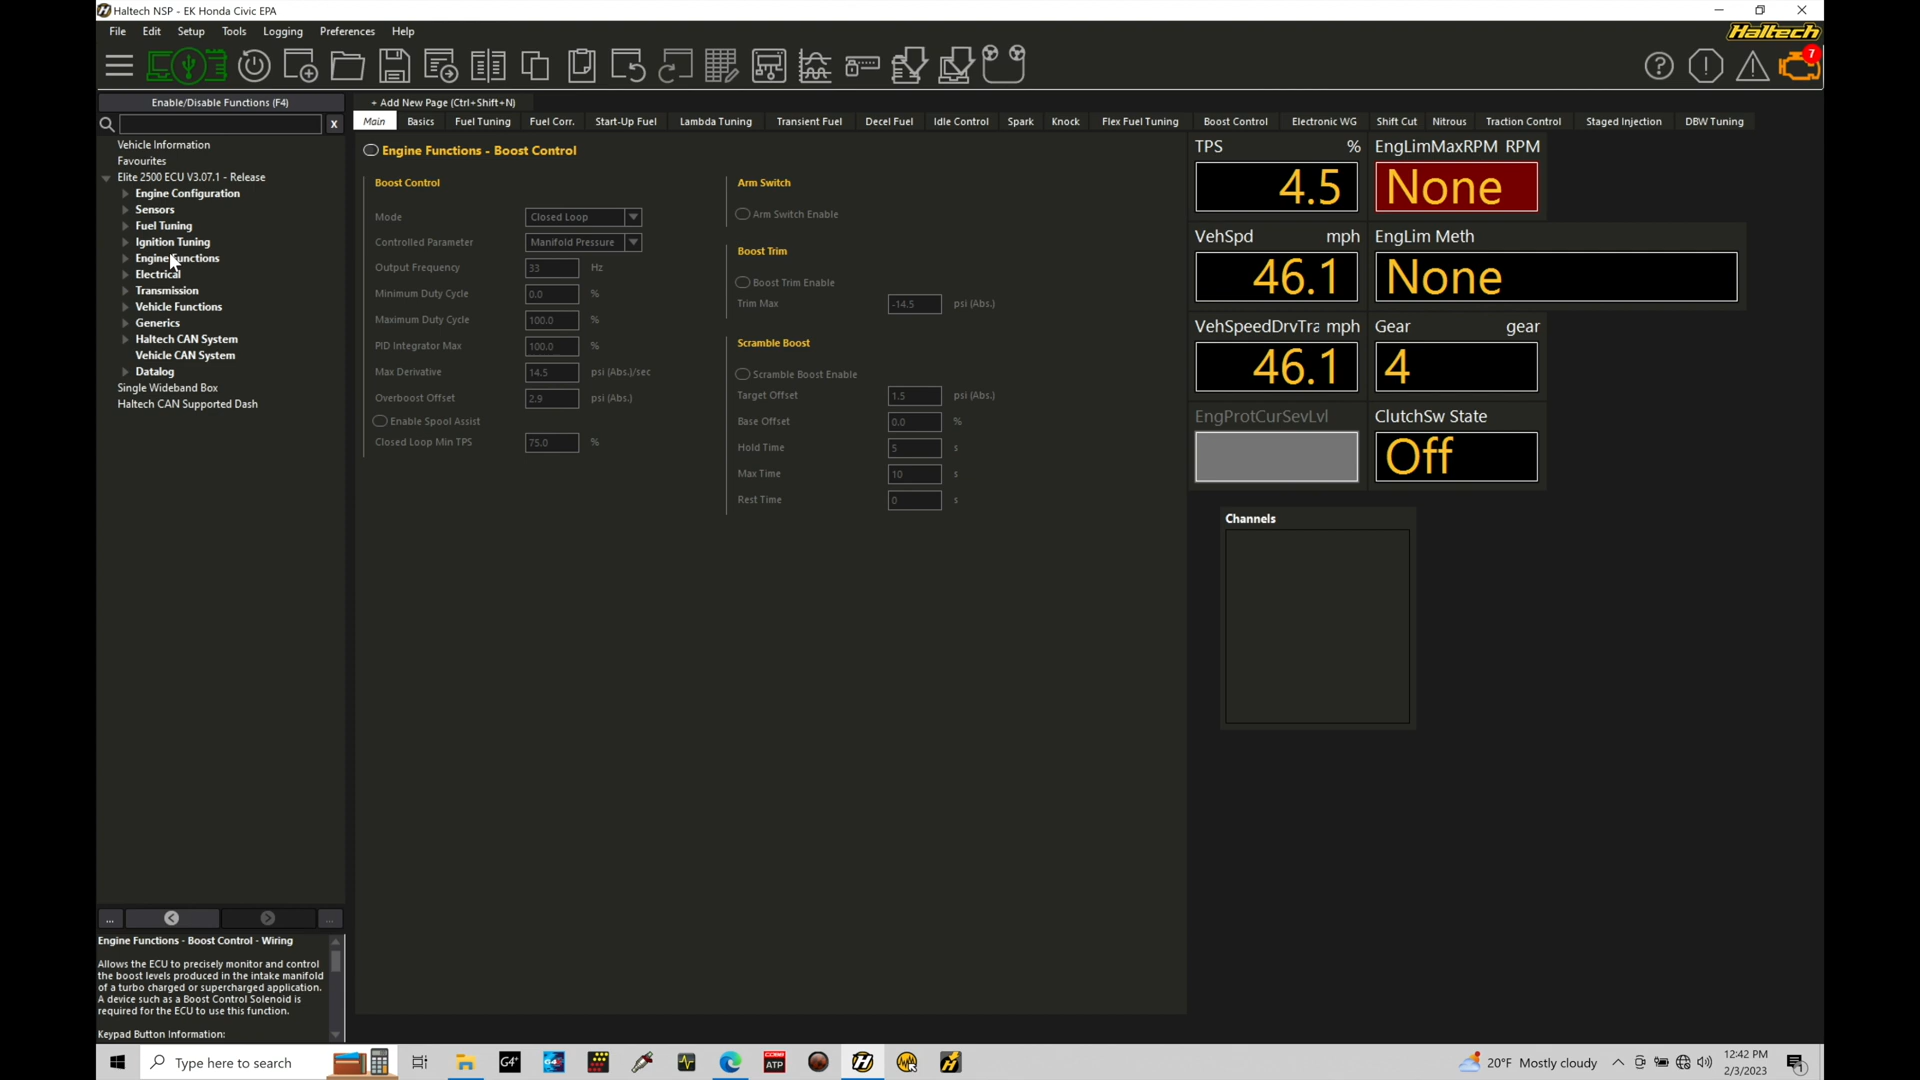 Haltech NSP - EK Honda Civic EPA
File Edit Setup Tools Logging Preferences Help
Haltech
7
Enable/Disable Functions (F4)
+ Add New Page (Ctrl+Shift+N)
x
Main Basics Fuel Tuning Fuel Corr. Start-Up Fuel Lambda Tuning Transient Fuel Decel Fuel Idle Control Spark Knock Flex Fuel Tuning Boost Control Electronic WG Shift Cut Nitrous Traction Control Staged Injection DBW Tuning
Vehicle Information
Favourites
Elite 2500 ECU V3.07.1 - Release
Engine Configuration
Sensors
Fuel Tuning
Ignition Tuning
Engine Functions
Electrical
Transmission
Vehicle Functions
Generics
Haltech CAN System
Vehicle CAN System
Datalog
Single Wideband Box
Haltech CAN Supported Dash
Engine Functions - Boost Control
Boost Control
Mode Closed Loop
Controlled Parameter Manifold Pressure
Output Frequency 33 Hz
Minimum Duty Cycle 0.0 %
Maximum Duty Cycle 100.0 %
PID Integrator Max 100.0 %
Max Derivative 14.5 psi (Abs.)/sec
Overboost Offset 2.9 psi (Abs.)
Enable Spool Assist
Closed Loop Min TPS 75.0 %
Arm Switch
Arm Switch Enable
Boost Trim
Boost Trim Enable
Trim Max -14.5 psi (Abs.)
Scramble Boost
Scramble Boost Enable
Target Offset 1.5 psi (Abs.)
Base Offset 0.0 %
Hold Time 5 s
Max Time 10 s
Rest Time 0 s
TPS %
4.5
EngLimMaxRPM RPM
None
VehSpd mph
46.1
EngLim Meth
None
VehSpeedDrvTra mph
46.1
Gear gear
4
EngProtCurSevLvl
ClutchSw State
Off
Channels
... ...
Engine Functions - Boost Control - Wiring
Allows the ECU to precisely monitor and control
the boost levels produced in the intake manifold
of a turbo charged or supercharged application.
A device such as a Boost Control Solenoid is
required for the ECU to use this function.
Keypad Button Information:
Type here to search
G4+
G4X
COBB
ATP
20°F Mostly cloudy
12:42 PM
2/3/2023
1